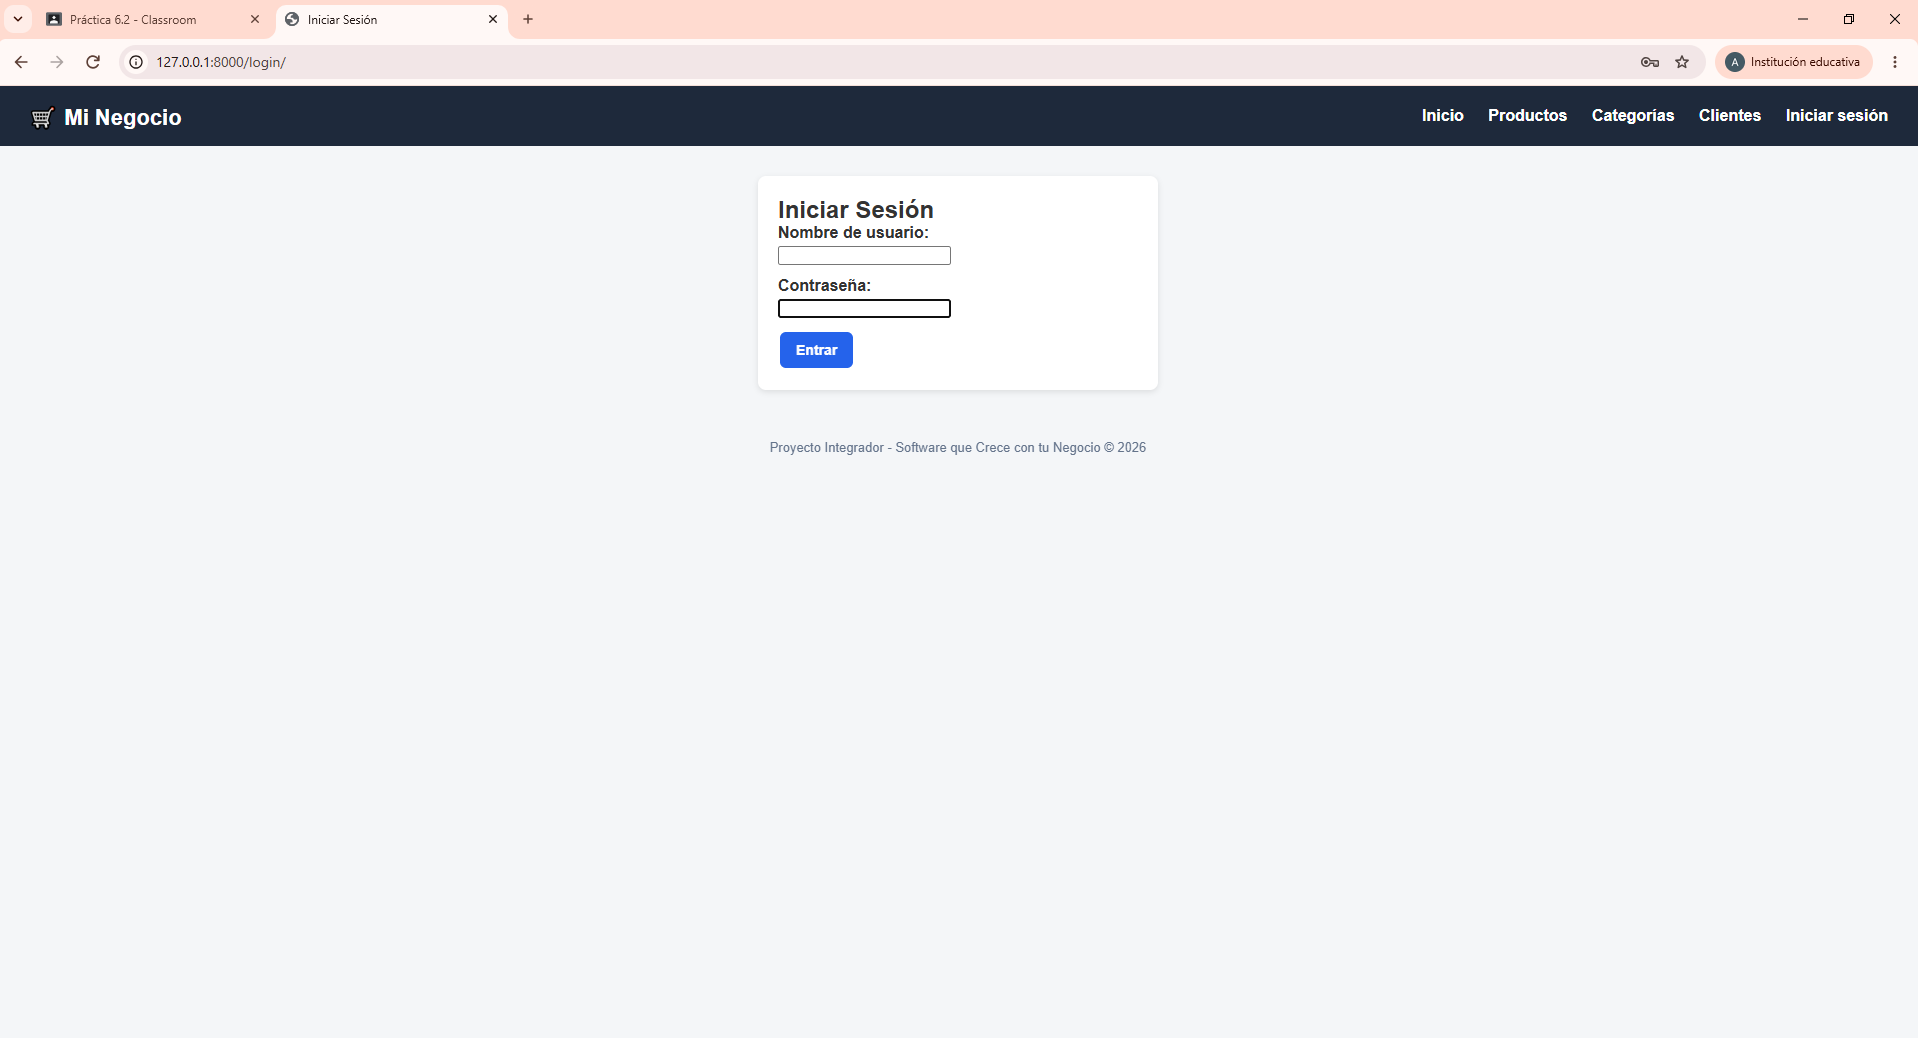 Práctica 6.2 - Classroom
Iniciar Sesión
127.0.0.1:8000/login/
A Institución educativa
Mi Negocio
Inicio Productos Categorías Clientes Iniciar sesión
Iniciar Sesión
Nombre de usuario:
Contraseña:
Entrar
Proyecto Integrador - Software que Crece con tu Negocio © 2026